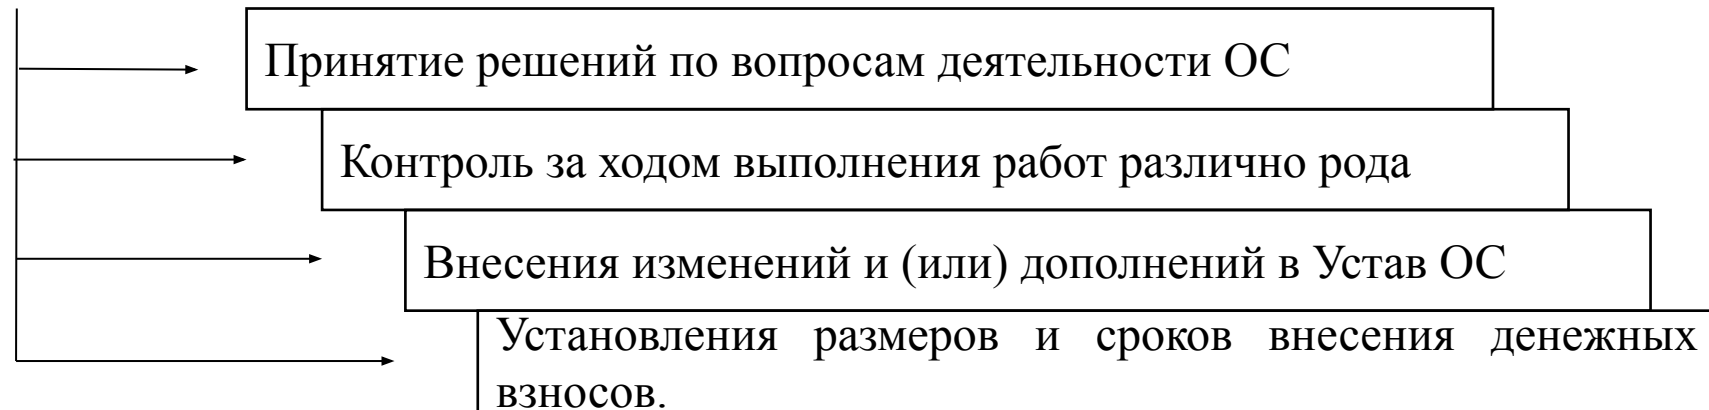 Принятие решений по вопросам деятельности ОС
Контроль за ходом выполнения работ различно рода
Внесения изменений и (или) дополнений в Устав ОС
Установления размеров и сроков внесения денежных
взносов.